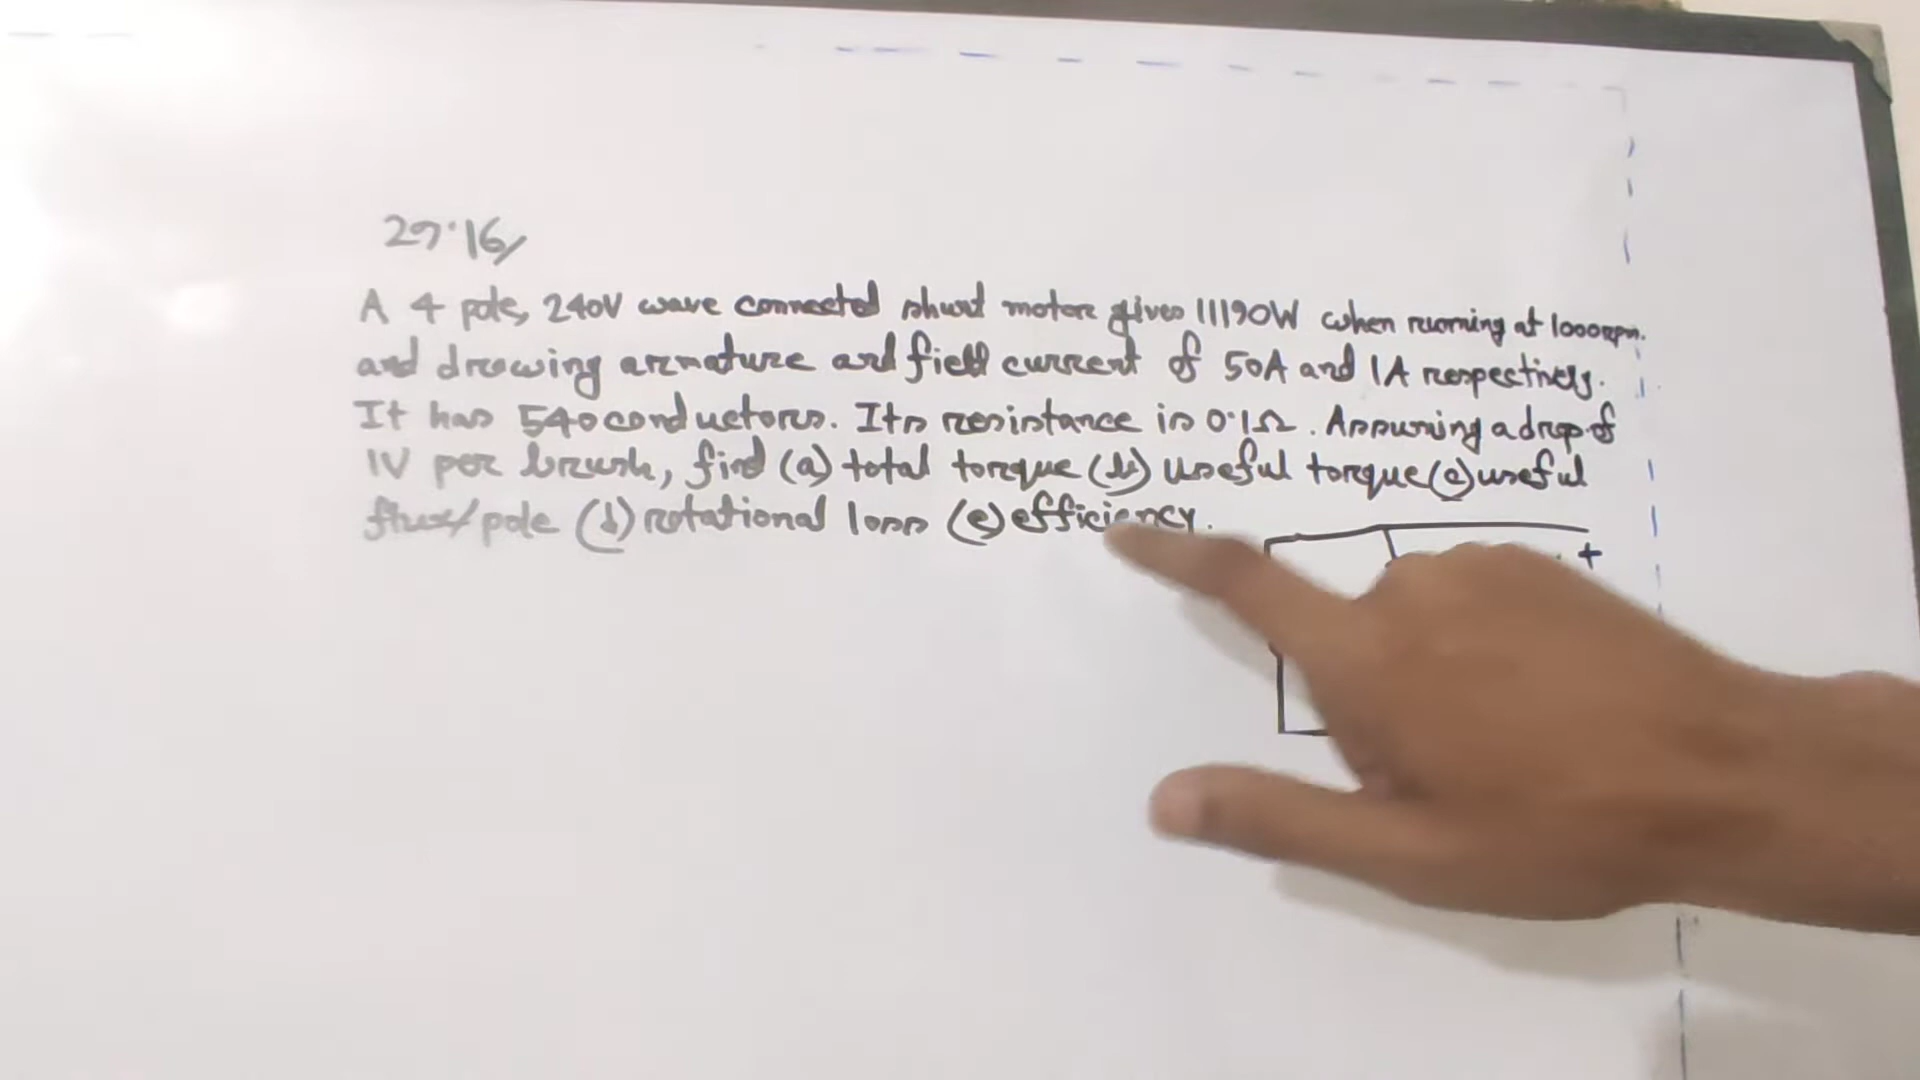 29.16/
A 4 pole, 240V wave connected shunt motor gives 11190W when running at 1000rpm.
and drawing armature and field current of 50A and 1A respectively.
It has 540 conductors. Its resistance is 0.1Ω. Assuming a drop of
1V per brush, find (a) total torque (b) useful torque (c) useful
flux/pole (d) rotational loss (e) efficiency.
+